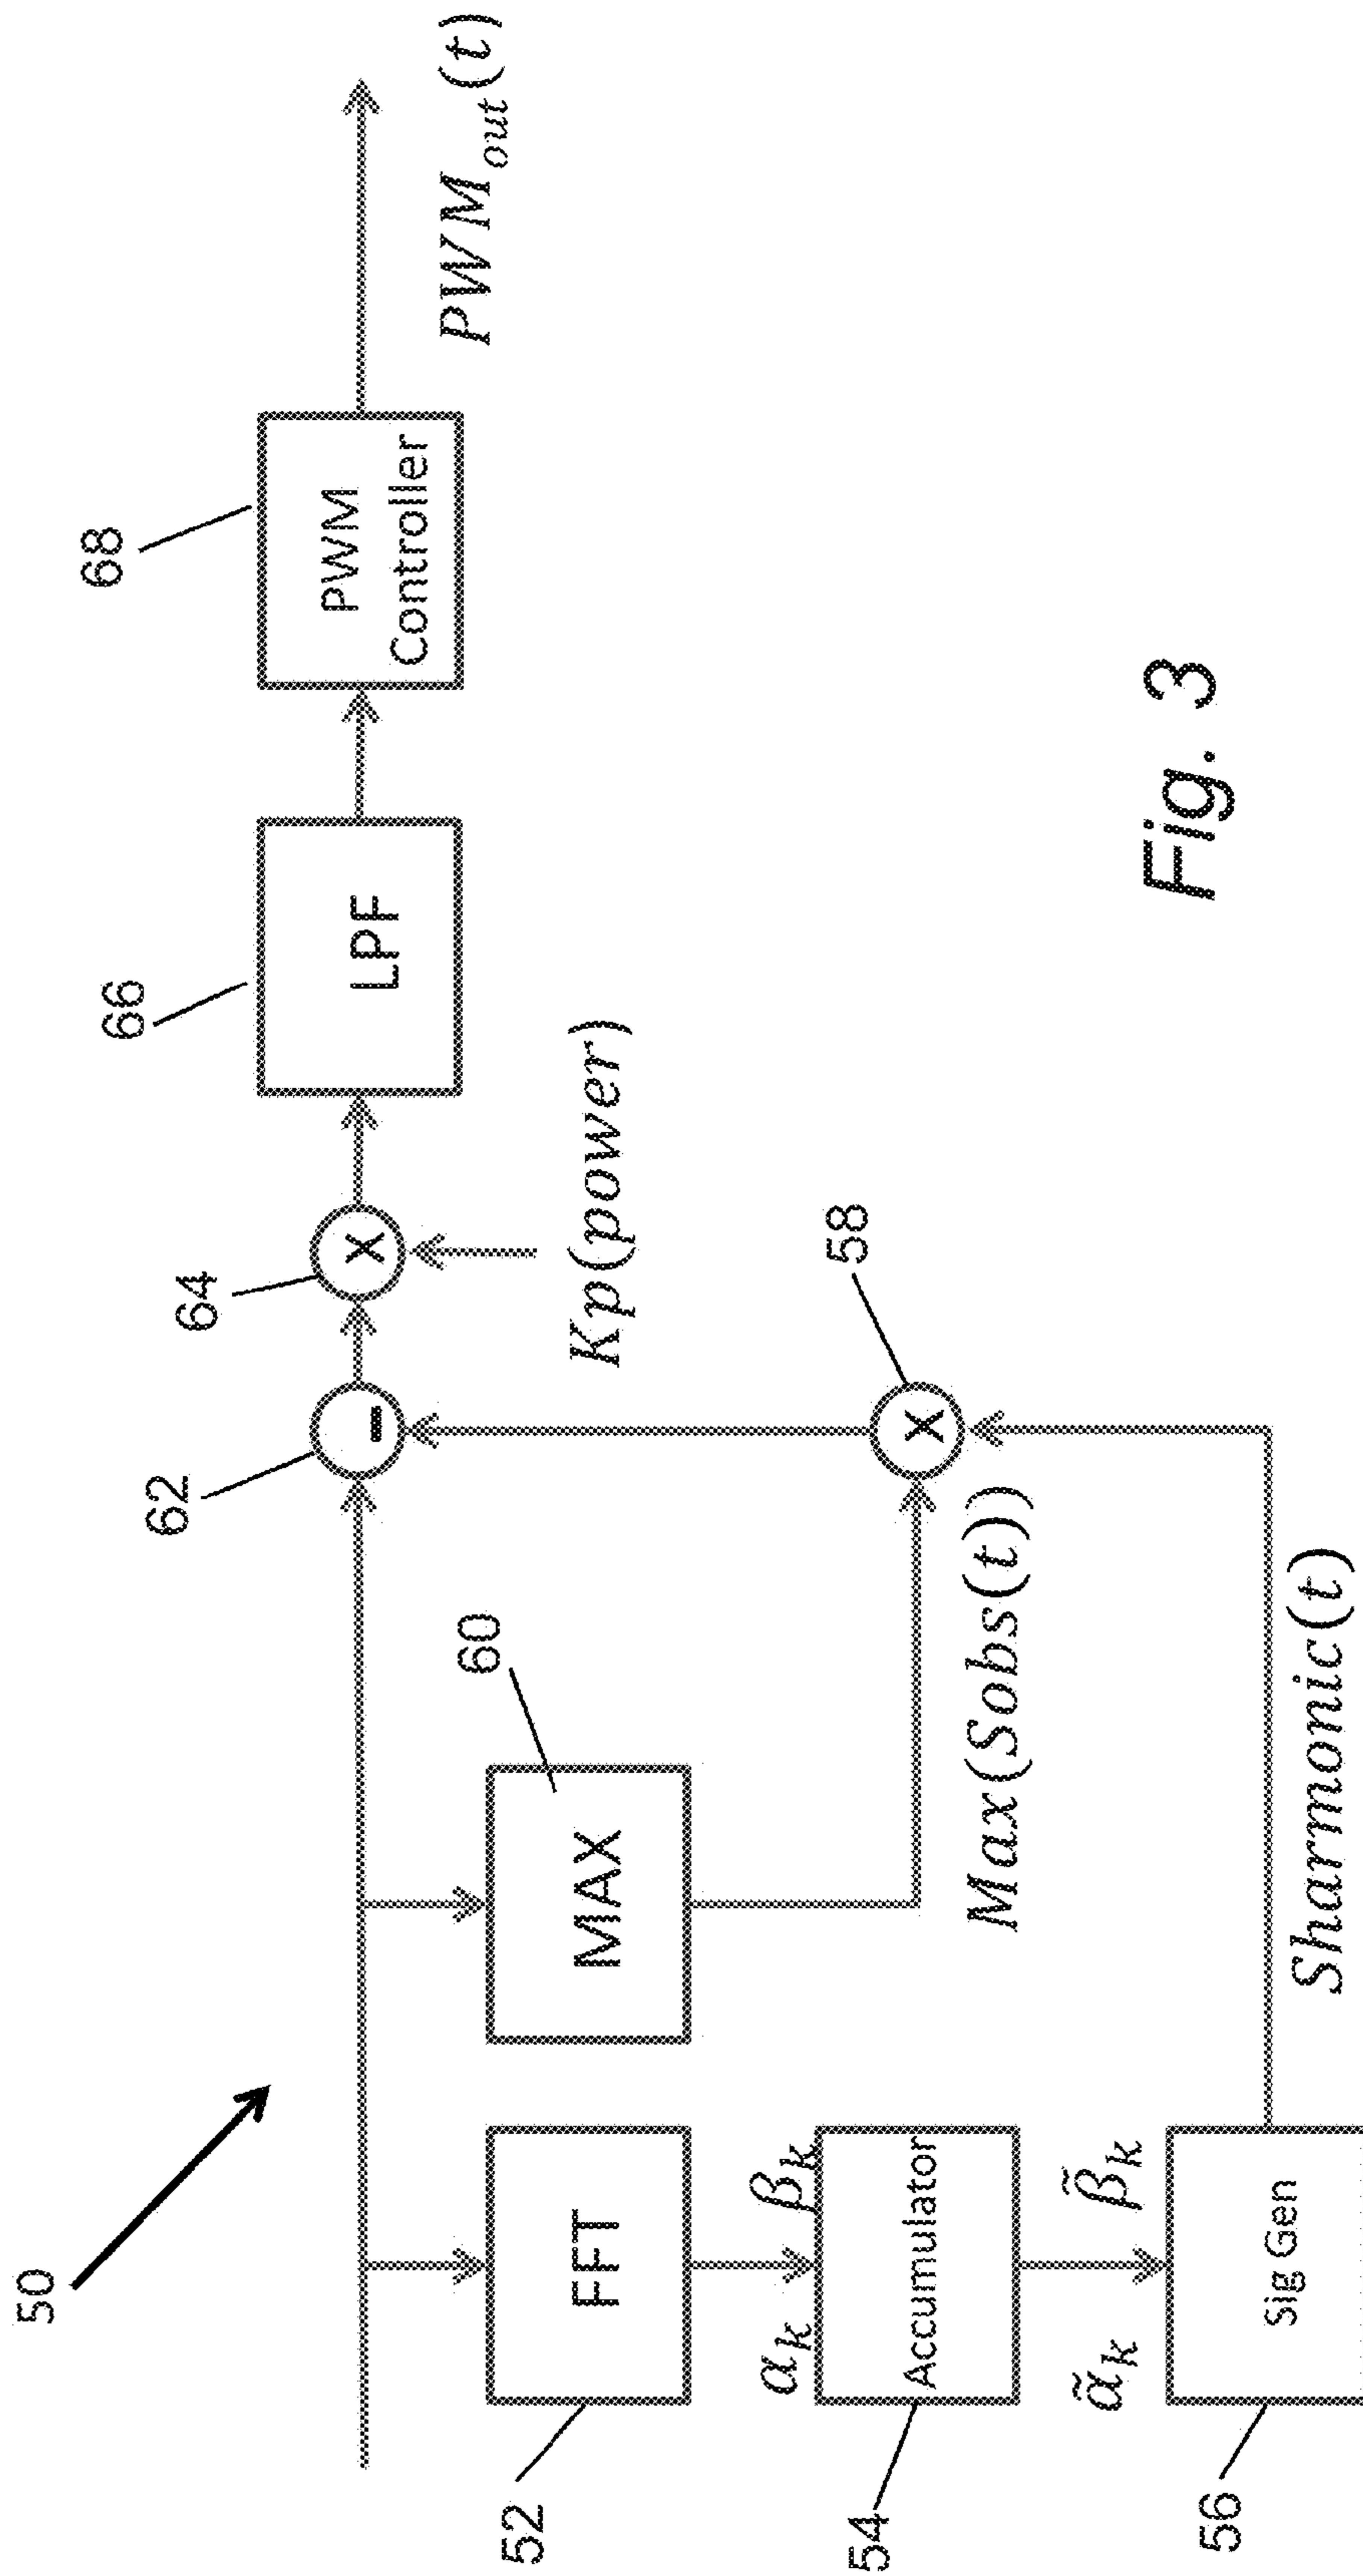 50
68
66
64
62
60
PWM
Controller
LPF
x
-
PWM_out(t)
Kp(power)
MAX
FFT
52
58
x
α_k β_k
Max(Sobs(t))
Accumulator
54
α̃_k β̃_k
Sharmonic(t)
Sig Gen
56
Fig. 3